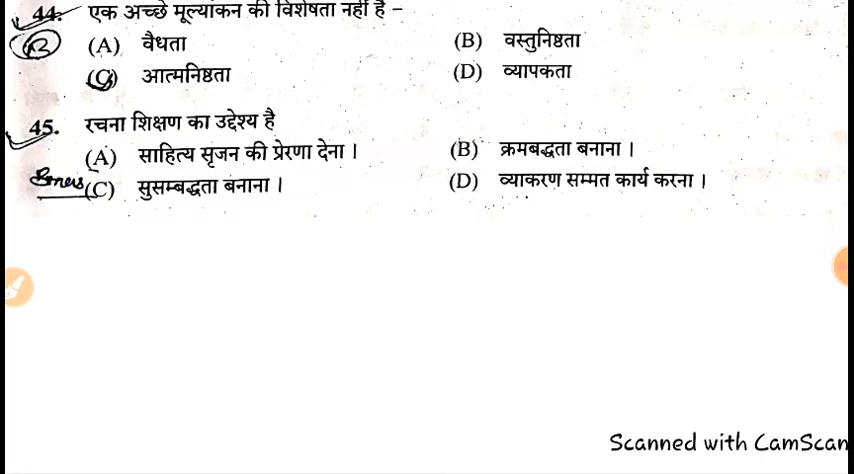 44. एक अच्छे मूल्यांकन की विशेषता नहीं है –
(A) वैधता (B) वस्तुनिष्ठता
(C) आत्मनिष्ठता (D) व्यापकता
45. रचना शिक्षण का उद्देश्य है
(A) साहित्य सृजन की प्रेरणा देना। (B) क्रमबद्धता बनाना।
(C) सुसम्बद्धता बनाना। (D) व्याकरण सम्मत कार्य करना।
Scanned with CamScan